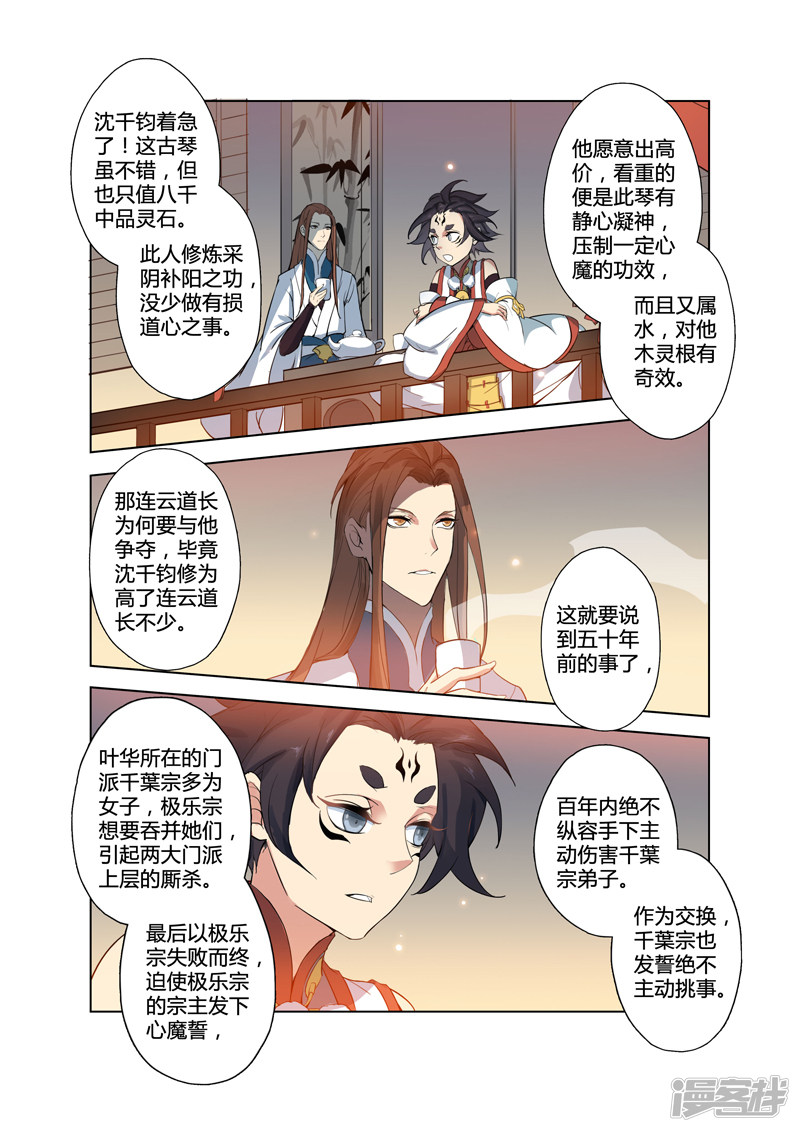 沈千钧着急
了！这古琴
虽不错，但
也只值八千
中品灵石。
此人修炼采
阴补阳之功，
没少做有损
道心之事。
他愿意出高
价，看重的
便是此琴有
静心凝神，
压制一定心
魔的功效，
而且又属
水，对他
木灵根有
奇效。
那连云道长
为何要与他
争夺，毕竟
沈千钧修为
高了连云道
长不少。
这就要说
到五十年
前的事了，
叶华所在的门
派千葉宗多为
女子，极乐宗
想要吞并她们，
引起两大门派
上层的厮杀。
最后以极乐
宗失败而终，
迫使极乐宗
的宗主发下
心魔誓，
百年内绝不
纵容手下主
动伤害千葉
宗弟子。
作为交换，
千葉宗也
发誓绝不
主动挑事。
漫客栈